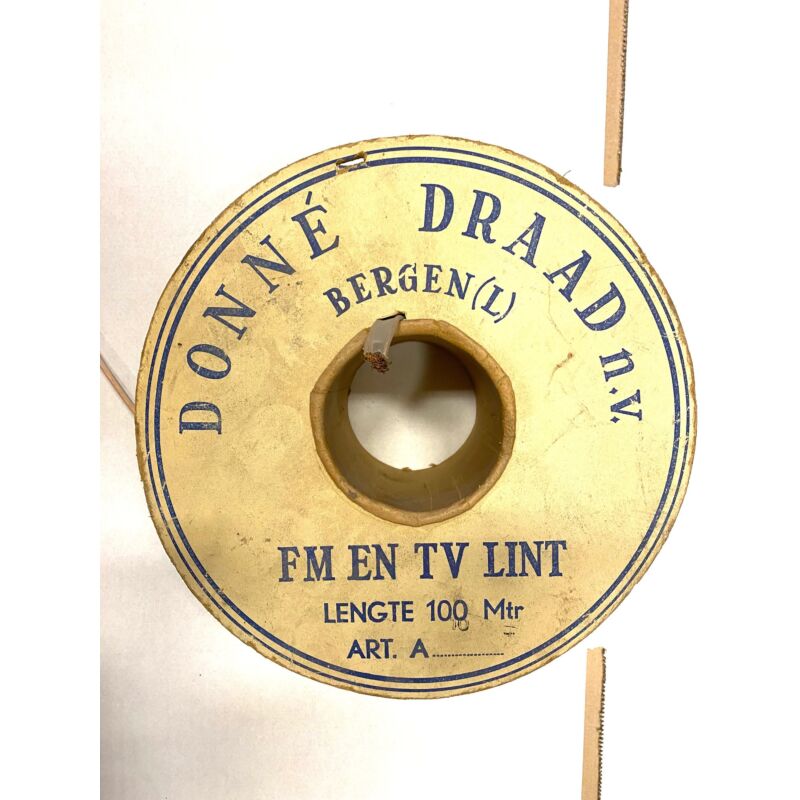 DONNÉ DRAAD n.v.
BERGEN(L)
FM EN TV LINT
LENGTE 100 Mtr
ART. A....................